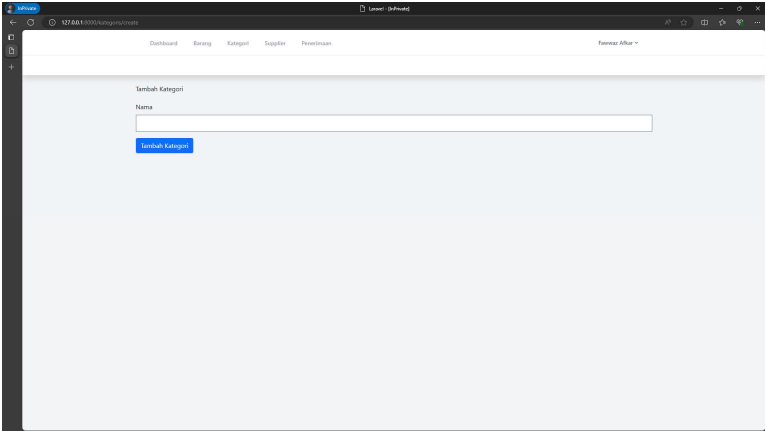 InPrivate
Laravel - [InPrivate]
127.0.0.1:8000/kategoris/create
Dashboard Barang Kategori Supplier Penerimaan Fawwaz Afkar
Tambah Kategori
Nama
Tambah Kategori